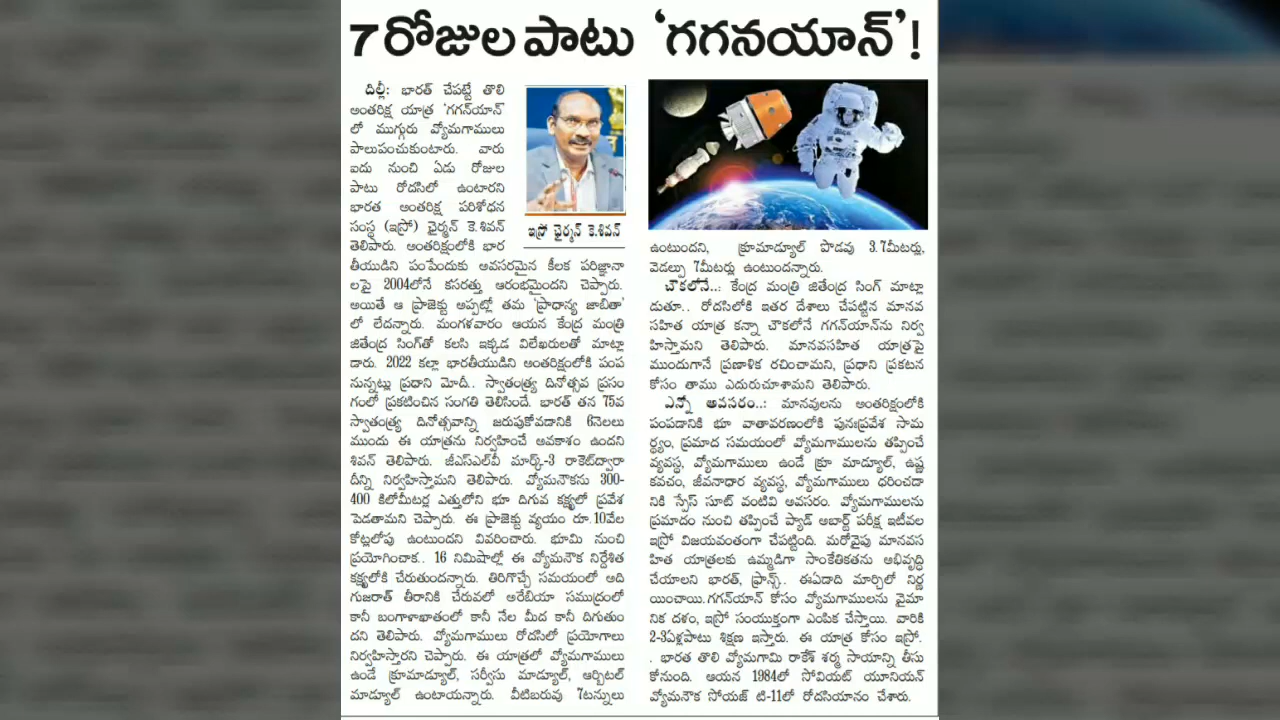 7 రోజుల పాటు ‘గగనయాన్’!
దిల్లీ: భారత్ చేపట్టే తొలి
అంతరిక్ష యాత్ర ‘గగన్‌యాన్’
లో ముగ్గురు వ్యోమగాములు
పాలుపంచుకుంటారు. వారు
ఐదు నుంచి ఏడు రోజుల
పాటు రోదసిలో ఉంటారని
భారత అంతరిక్ష పరిశోధన
సంస్థ (ఇస్రో) ఛైర్మన్ కె.శివన్
తెలిపారు. అంతరిక్షంలోకి భార
తీయుడిని పంపేందుకు అవసరమైన కీలక పరిజ్ఞానా
లపై 2004లోనే కసరత్తు ఆరంభమైందని చెప్పారు.
అయితే ఆ ప్రాజెక్టు అప్పట్లో తమ ‘ప్రాధాన్య జాబితా’
లో లేదన్నారు. మంగళవారం ఆయన కేంద్ర మంత్రి
జితేంద్ర సింగ్‌తో కలసి ఇక్కడ విలేఖరులతో మాట్లా
డారు. 2022 కల్లా భారతీయుడిని అంతరిక్షంలోకి పంప
నున్నట్లు ప్రధాని మోదీ.. స్వాతంత్ర్య దినోత్సవ ప్రసం
గంలో ప్రకటించిన సంగతి తెలిసిందే. భారత్ తన 75వ
స్వాతంత్ర్య దినోత్సవాన్ని జరుపుకోవడానికి 6నెలలు
ముందు ఈ యాత్రను నిర్వహించే అవకాశం ఉందని
శివన్ తెలిపారు. జీఎస్ఎల్‌వీ మార్క్-3 రాకెట్‌ద్వారా
దీన్ని నిర్వహిస్తామని తెలిపారు. వ్యోమనౌకను 300-
400 కిలోమీటర్ల ఎత్తులోని భూ దిగువ కక్ష్యలో ప్రవేశ
పెడతామని చెప్పారు. ఈ ప్రాజెక్టు వ్యయం రూ.10వేల
కోట్లలోపు ఉంటుందని వివరించారు. భూమి నుంచి
ప్రయోగించాక.. 16 నిమిషాల్లో ఈ వ్యోమనౌక నిర్దేశిత
కక్ష్యలోకి చేరుతుందన్నారు. తిరిగొచ్చే సమయంలో అది
గుజరాత్ తీరానికి చేరువలో అరేబియా సముద్రంలో
కానీ బంగాళాఖాతంలో కానీ నేల మీద కానీ దిగుతుం
దని తెలిపారు. వ్యోమగాములు రోదసిలో ప్రయోగాలు
నిర్వహిస్తారని చెప్పారు. ఈ యాత్రలో వ్యోమగాములు
ఉండే క్రూమాడ్యూల్, సర్వీసు మాడ్యూల్, ఆర్బిటల్
మాడ్యూల్ ఉంటాయన్నారు. వీటిబరువు 7టన్నులు
ఇస్రో ఛైర్మన్ కె.శివన్
ఉంటుందని, క్రూమాడ్యూల్ పొడవు 3.7మీటర్లు,
వెడల్పు 7మీటర్లు ఉంటుందన్నారు.
చౌకలోనే..: కేంద్ర మంత్రి జితేంద్ర సింగ్ మాట్లా
డుతూ.. రోదసిలోకి ఇతర దేశాలు చేపట్టిన మానవ
సహిత యాత్ర కన్నా చౌకలోనే గగన్‌యాన్‌ను నిర్వ
హిస్తామని తెలిపారు. మానవసహిత యాత్రపై
ముందుగానే ప్రణాళిక రచించామని, ప్రధాని ప్రకటన
కోసం తాము ఎదురుచూశామని తెలిపారు.
ఎన్నో అవసరం..: మానవులను అంతరిక్షంలోకి
పంపడానికి భూ వాతావరణంలోకి పునఃప్రవేశ సామ
ర్థ్యం, ప్రమాద సమయంలో వ్యోమగాములను తప్పించే
వ్యవస్థ, వ్యోమగాములు ఉండే క్రూ మాడ్యూల్, ఉష్ణ
కవచం, జీవనాధార వ్యవస్థ, వ్యోమగాములు ధరించడా
నికి స్పేస్ సూట్ వంటివి అవసరం. వ్యోమగాములను
ప్రమాదం నుంచి తప్పించే ప్యాడ్ అబార్ట్ పరీక్ష ఇటీవల
ఇస్రో విజయవంతంగా చేపట్టింది. మరోవైపు మానవస
హిత యాత్రలకు ఉమ్మడిగా సాంకేతికతను అభివృద్ధి
చేయాలని భారత్, ఫ్రాన్స్.. ఈఏడాది మార్చిలో నిర్ణ
యించాయి.గగన్‌యాన్ కోసం వ్యోమగాములను వైమా
నిక దళం, ఇస్రో సంయుక్తంగా ఎంపిక చేస్తాయి. వారికి
2-3ఏళ్లపాటు శిక్షణ ఇస్తారు. ఈ యాత్ర కోసం ఇస్రో.
. భారత తొలి వ్యోమగామి రాకేశ్ శర్మ సాయాన్ని తీసు
కోనుంది. ఆయన 1984లో సోవియట్ యూనియన్
వ్యోమనౌక సోయజ్ టి-11లో రోదసియానం చేశారు.